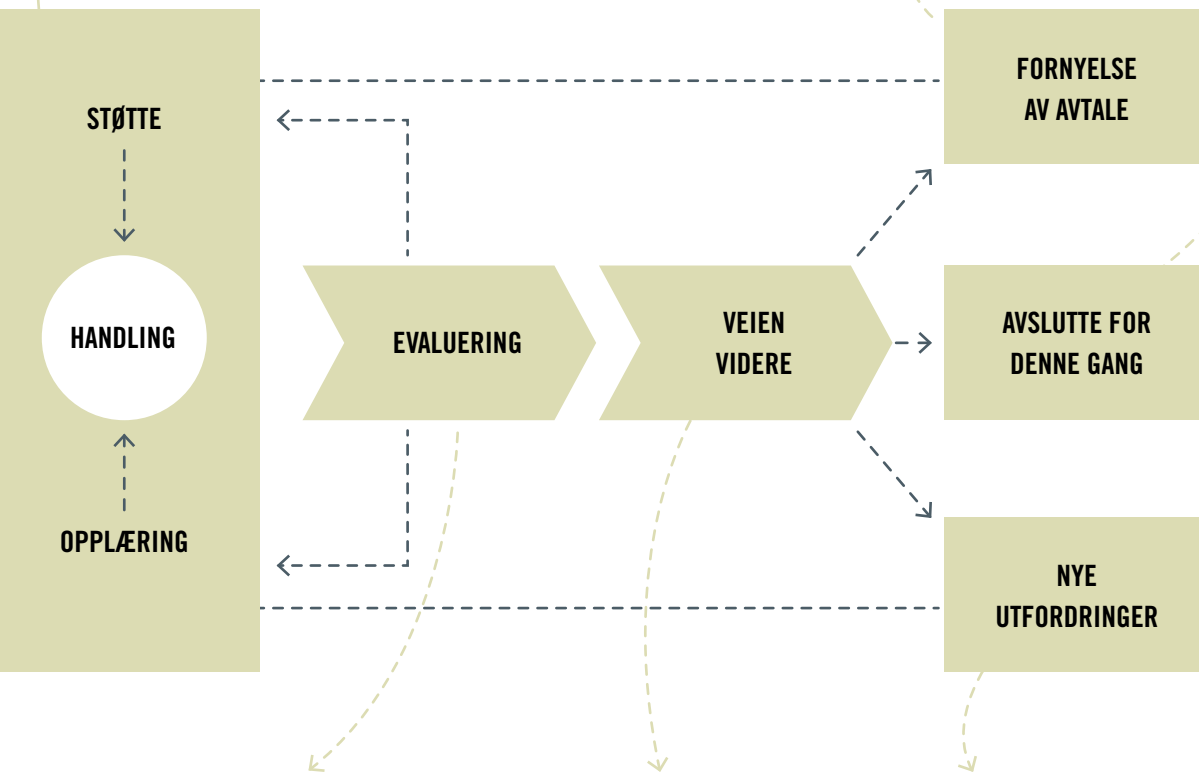 STØTTE
HANDLING
OPPLÆRING
EVALUERING
VEIEN
VIDERE
FORNYELSE
AV AVTALE
AVSLUTTE FOR
DENNE GANG
NYE
UTFORDRINGER